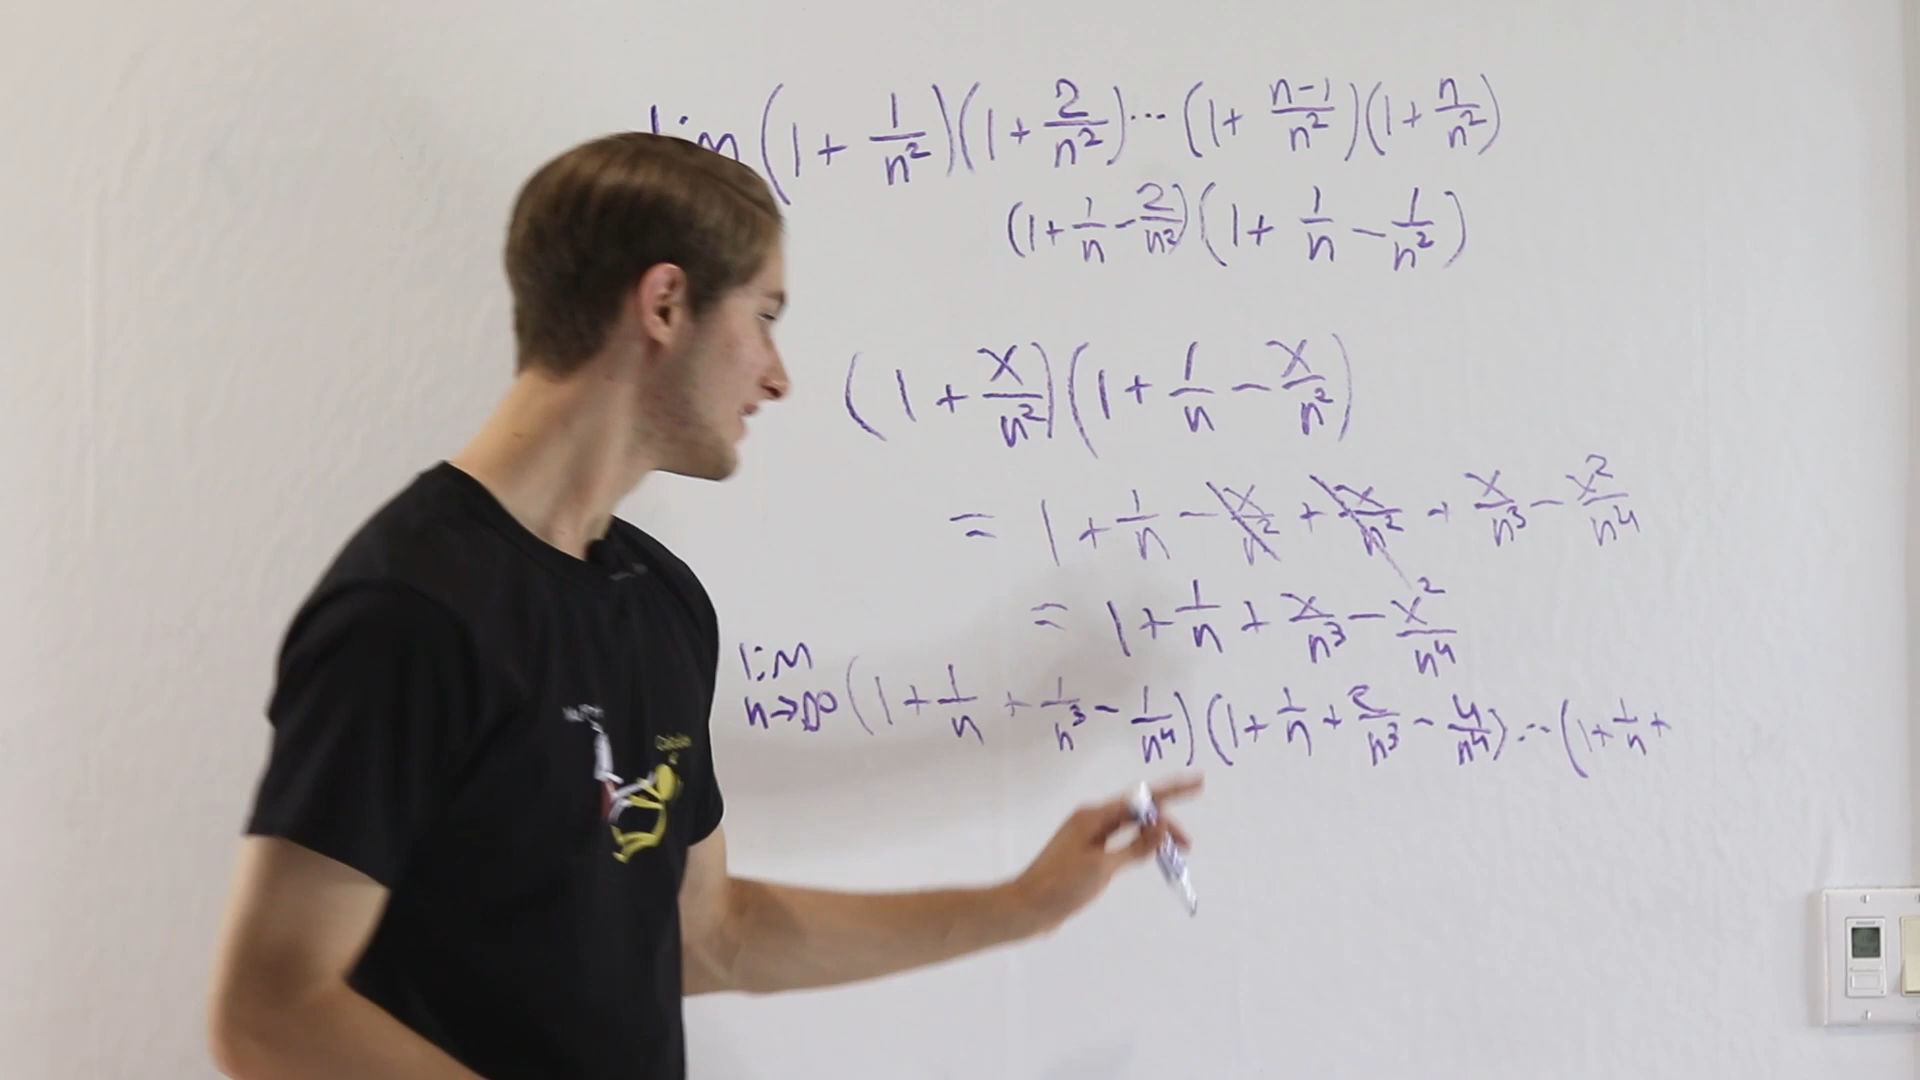 lim (1 + 1/n²)(1 + 2/n²) ⋯ (1 + n-1/n²)(1 + n/n²)
(1 + 1/n - 2/n²)(1 + 1/n - 1/n²)
(1 + x/n²)(1 + 1/n - x/n²)
= 1 + 1/n - x/n² + x/n² + x/n³ - x²/n⁴
= 1 + 1/n + x/n³ - x²/n⁴
lim n→∞ (1 + 1/n + 1/n³ - 1/n⁴)(1 + 1/n + 2/n³ - 4/n⁴) ⋯ (1 + 1/n +